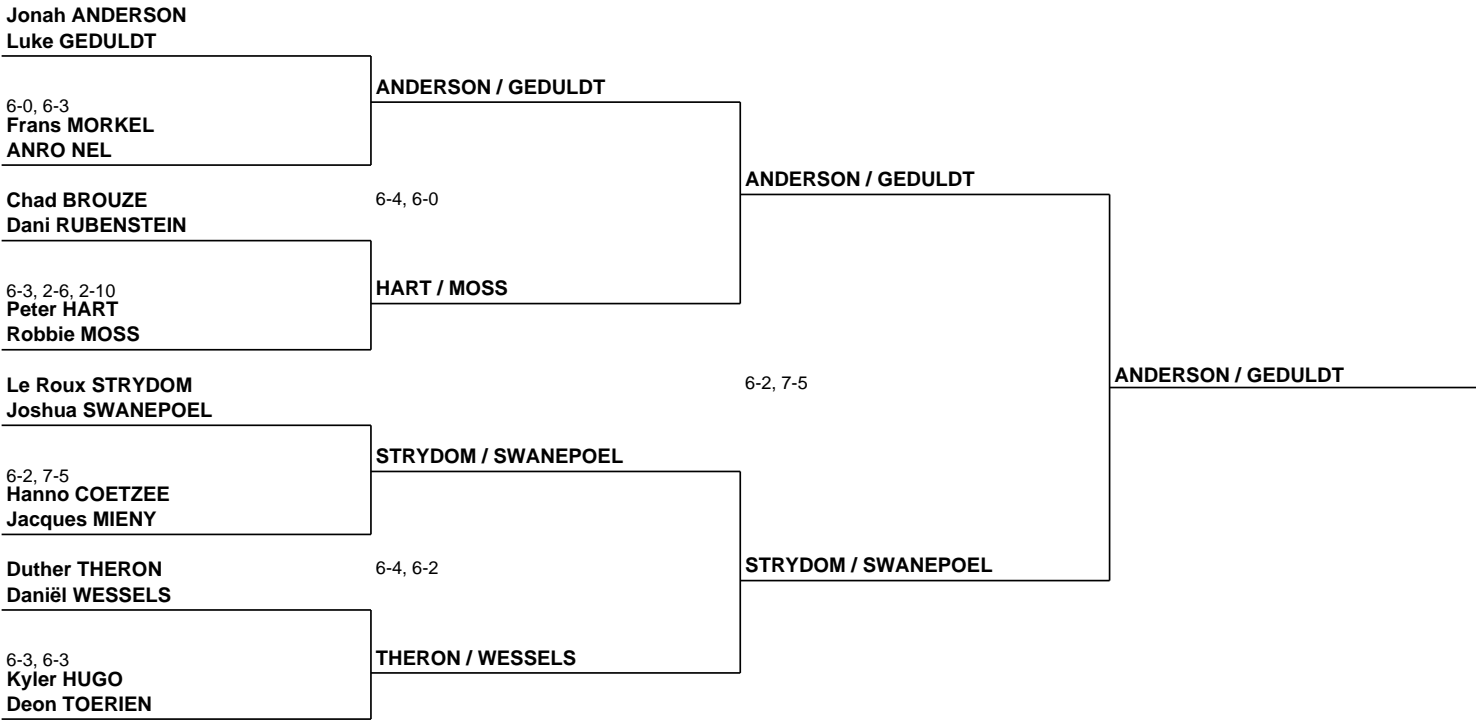 Jonah ANDERSON
Luke GEDULDT
ANDERSON / GEDULDT
6-0, 6-3
Frans MORKEL
ANRO NEL
ANDERSON / GEDULDT
Chad BROUZE
6-4, 6-0
Dani RUBENSTEIN
HART / MOSS
6-3, 2-6, 2-10
Peter HART
Robbie MOSS
ANDERSON / GEDULDT
Le Roux STRYDOM
6-2, 7-5
Joshua SWANEPOEL
STRYDOM / SWANEPOEL
6-2, 7-5
Hanno COETZEE
Jacques MIENY
STRYDOM / SWANEPOEL
Duther THERON
6-4, 6-2
Daniël WESSELS
THERON / WESSELS
6-3, 6-3
Kyler HUGO
Deon TOERIEN